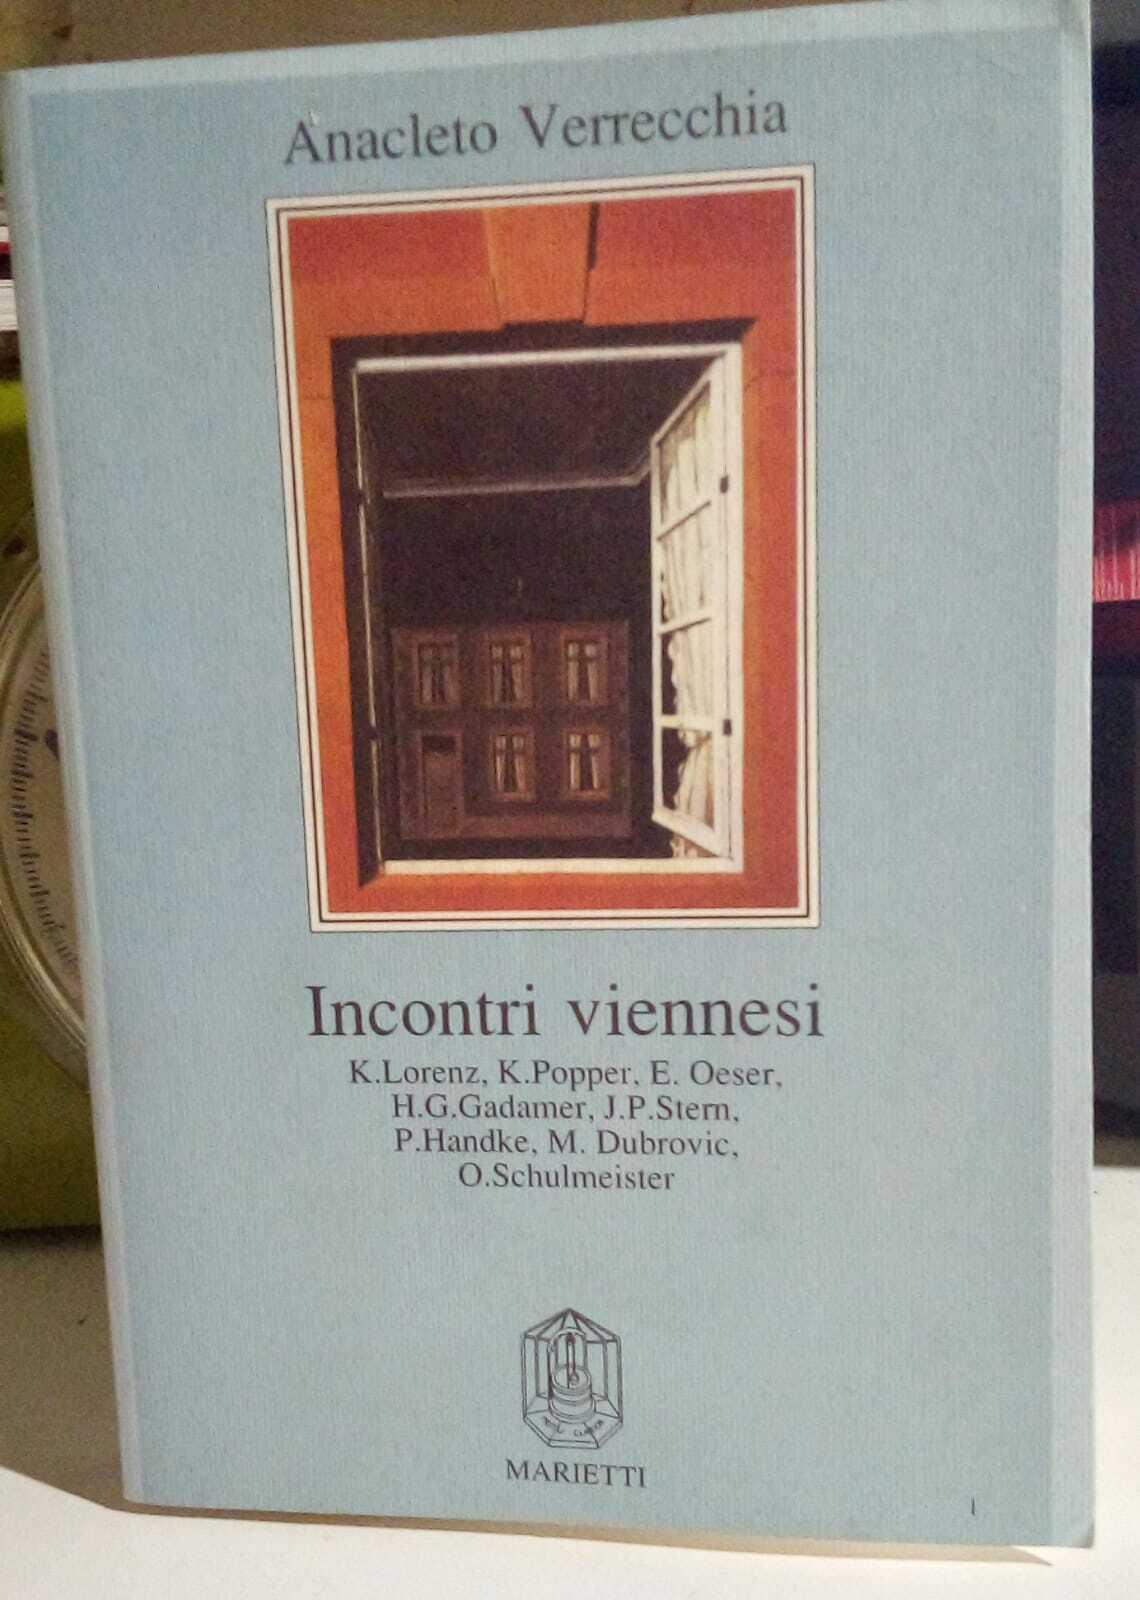 Anacleto Verrecchia
Incontri viennesi
K.Lorenz, K.Popper, E. Oeser,
H.G.Gadamer, J.P.Stern,
P.Handke, M. Dubrovic,
O.Schulmeister
MARIETTI